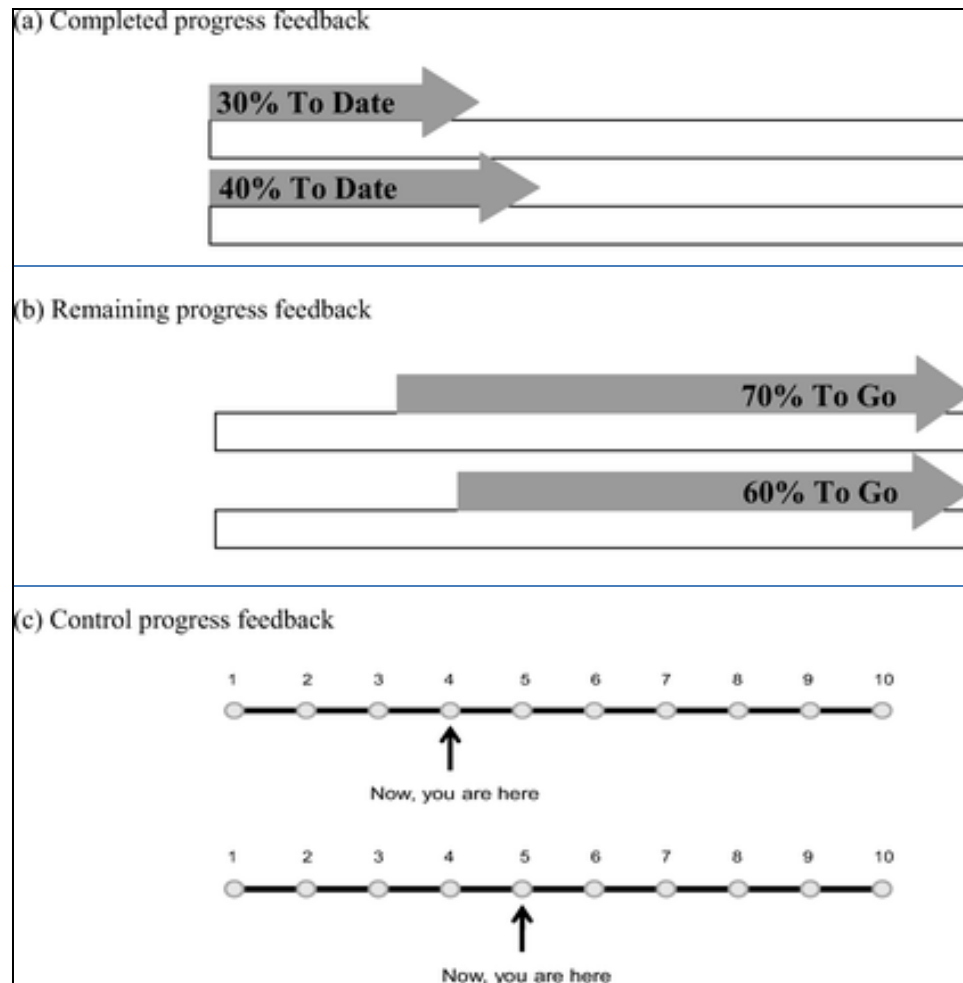 (a) Completed progress feedback
30% To Date
40% To Date
(b) Remaining progress feedback
70% To Go
60% To Go
(c) Control progress feedback
1 2 3 4 5 6 7 8 9 10
Now, you are here
1 2 3 4 5 6 7 8 9 10
Now, you are here